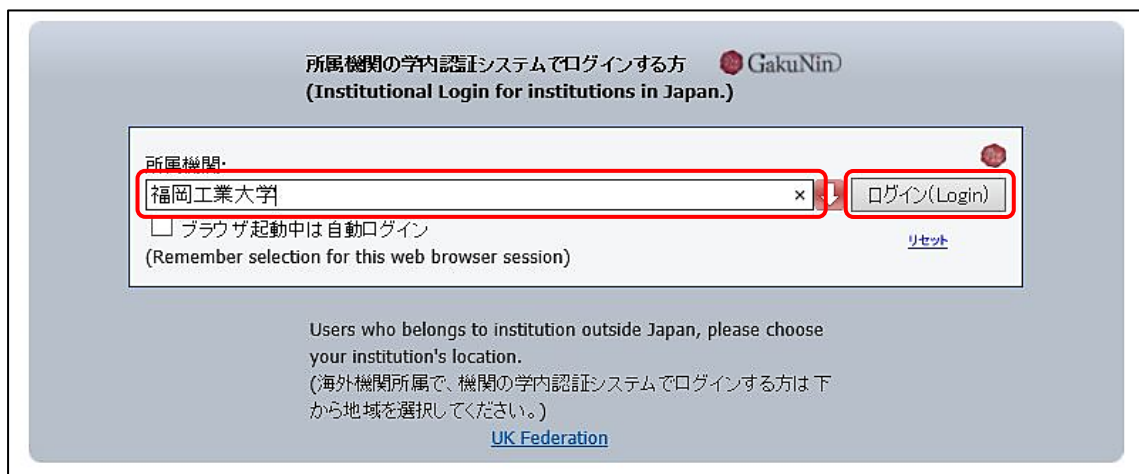 所属機関の学内認証システムでログインする方 GakuNin
(Institutional Login for institutions in Japan.)
所属機関:
福岡工業大学 × ログイン(Login)
ブラウザ起動中は自動ログイン
リセット
(Remember selection for this web browser session)
Users who belongs to institution outside Japan, please choose
your institution's location.
(海外機関所属で、機関の学内認証システムでログインする方は下
から地域を選択してください。)
UK Federation